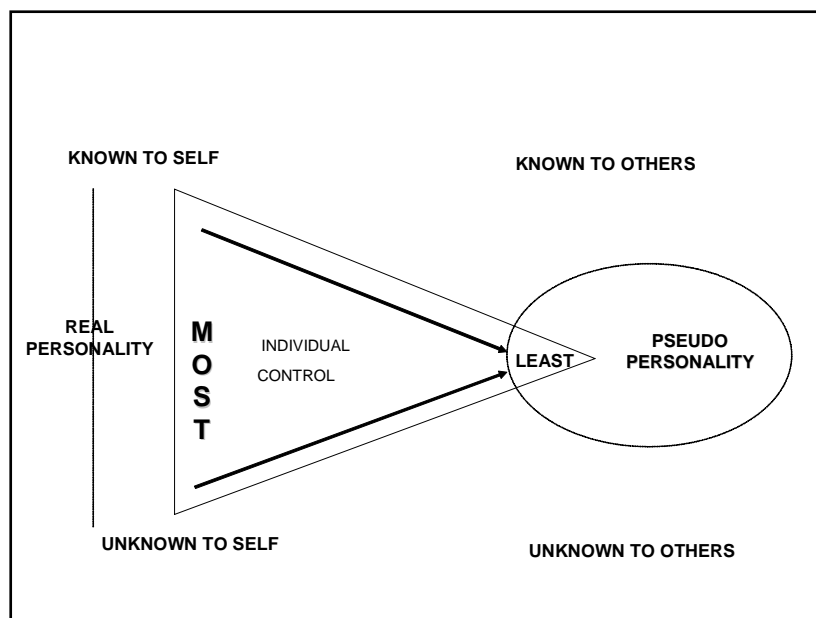 KNOWN TO SELF
KNOWN TO OTHERS
REAL
PERSONALITY
M
O
S
T
INDIVIDUAL
CONTROL
LEAST
PSEUDO
PERSONALITY
UNKNOWN TO SELF
UNKNOWN TO OTHERS